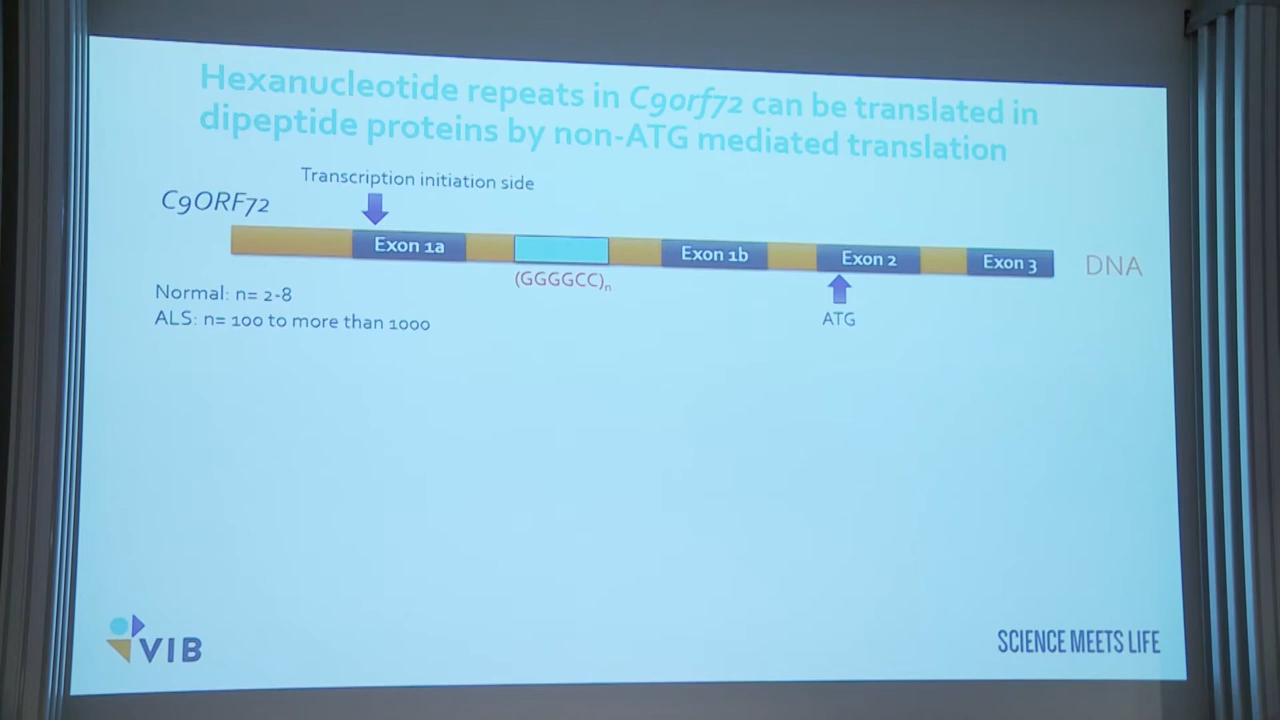 Hexanucleotide repeats in C9orf72 can be translated in
dipeptide proteins by non-ATG mediated translation
Transcription initiation side
C9ORF72
Exon 1a
Exon 1b
Exon 2
Exon 3
DNA
(GGGGCC)n
Normal: n= 2-8
ALS: n= 100 to more than 1000
ATG
VIB
SCIENCE MEETS LIFE